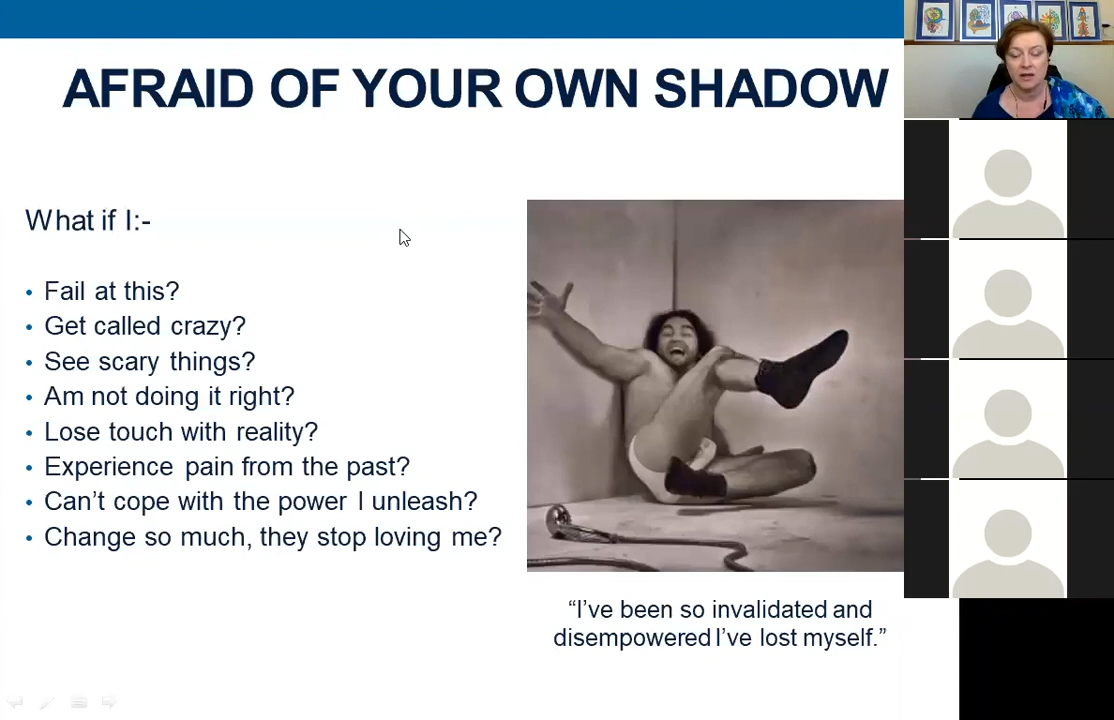 AFRAID OF YOUR OWN SHADOW
What if I:-
• Fail at this?
• Get called crazy?
• See scary things?
• Am not doing it right?
• Lose touch with reality?
• Experience pain from the past?
• Can’t cope with the power I unleash?
• Change so much, they stop loving me?
“I’ve been so invalidated and
disempowered I’ve lost myself.”